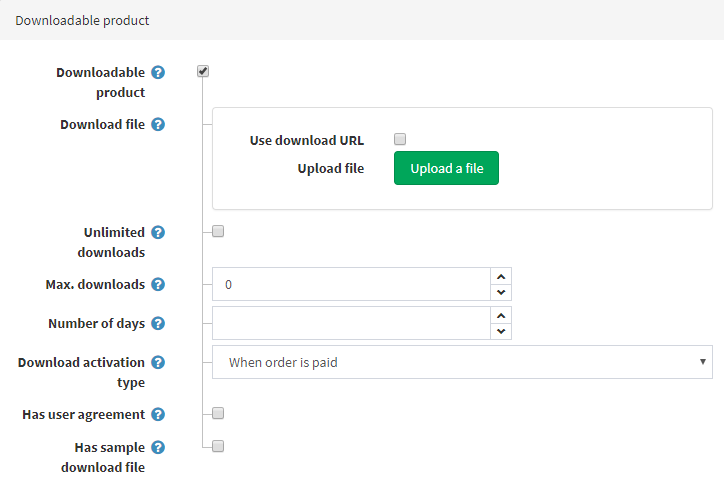 Downloadable product
Downloadable
product
Download file
Use download URL
Upload file
Upload a file
Unlimited
downloads
Max. downloads
0
Number of days
Download activation
type
When order is paid
Has user agreement
Has sample
download file